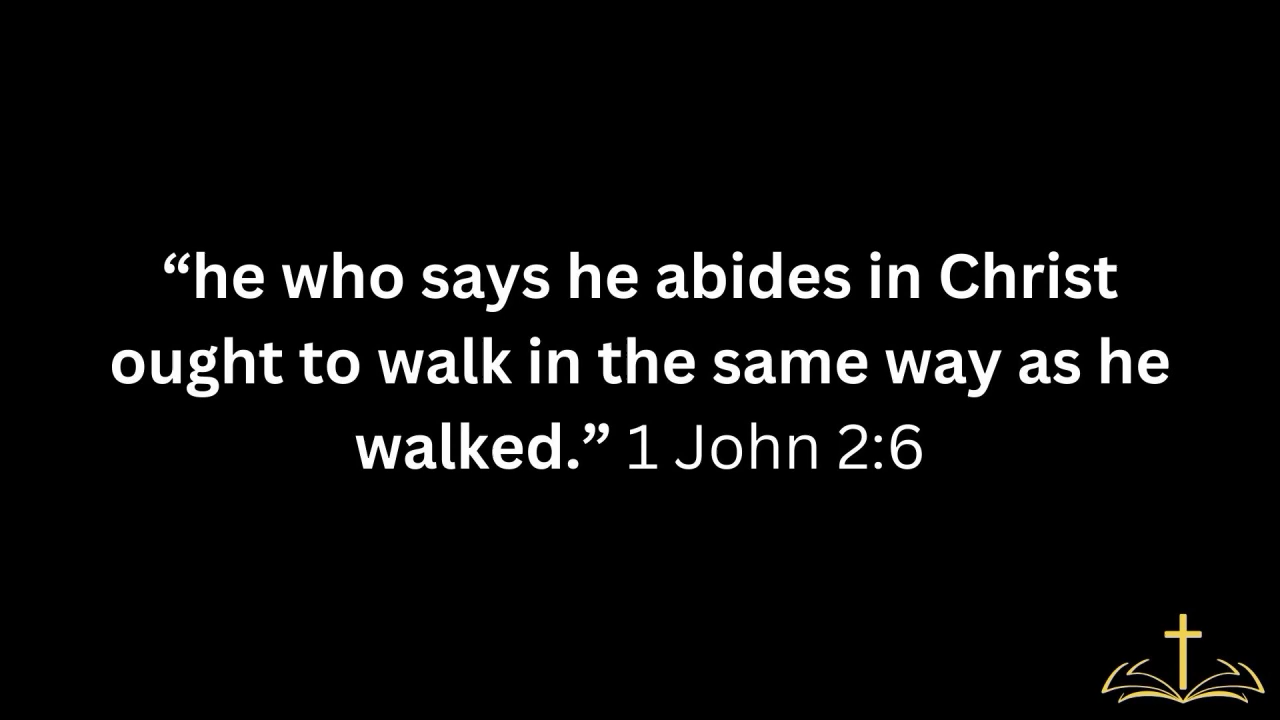 “he who says he abides in Christ
ought to walk in the same way as he
walked.” 1 John 2:6